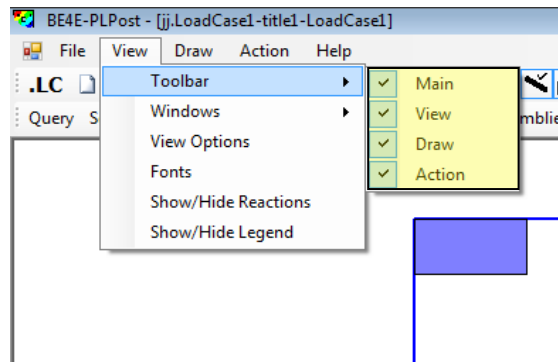 BE4E-PLPost - [jj.LoadCase1-title1-LoadCase1]
File View Draw Action Help
.LC
Toolbar
Main
Query
Windows
View
View Options
Draw
Fonts
Action
Show/Hide Reactions
Show/Hide Legend